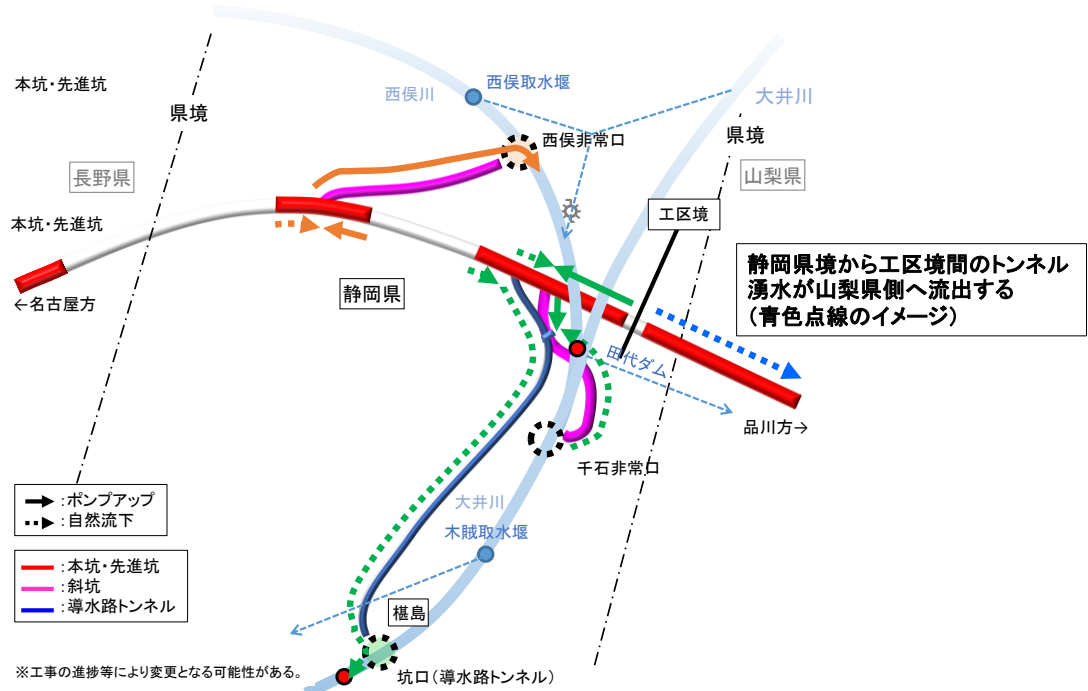 本坑・先進坑
県境
西俣川
西俣取水堰
大井川
県境
西俣非常口
長野県
山梨県
工区境
本坑・先進坑
静岡県境から工区境間のトンネル
湧水が山梨県側へ流出する
(青色点線のイメージ)
←名古屋方
静岡県
田代ダム
品川方→
千石非常口
:ポンプアップ
:自然流下
大井川
木賊取水堰
:本坑・先進坑
:斜坑
:導水路トンネル
椹島
※工事の進捗等により変更となる可能性がある。
坑口(導水路トンネル)